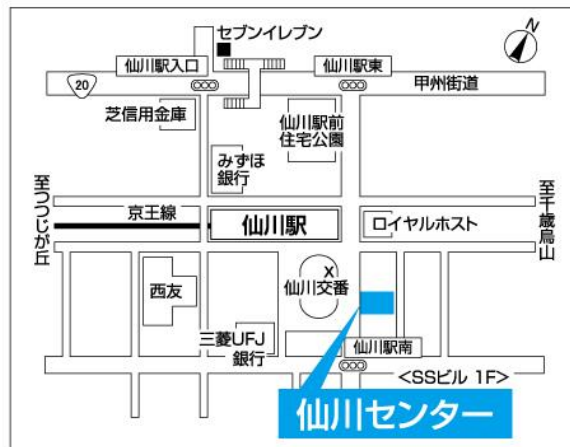 N
セブンイレブン
仙川駅入口
仙川駅東
20
甲州街道
芝信用金庫
仙川駅前
住宅公園
みずほ
銀行
至つつじが丘
京王線
仙川駅
ロイヤルホスト
至千歳烏山
X
仙川交番
西友
三菱UFJ
銀行
仙川駅南
<SSビル 1F>
仙川センター